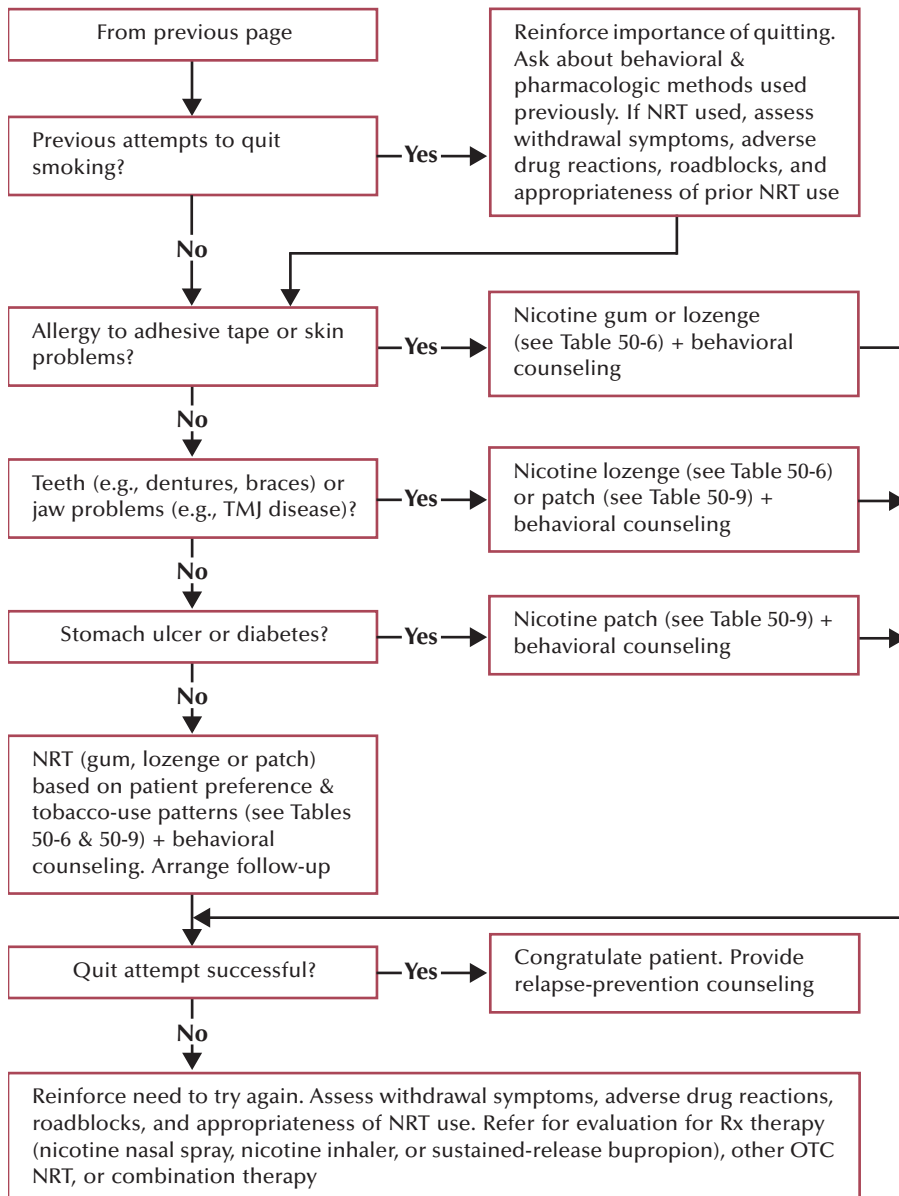 From previous page
Reinforce importance of quitting.
Ask about behavioral &
pharmacologic methods used
previously. If NRT used, assess
withdrawal symptoms, adverse
drug reactions, roadblocks, and
appropriateness of prior NRT use
Previous attempts to quit
smoking?
Yes
No
Allergy to adhesive tape or skin
problems?
Yes
Nicotine gum or lozenge
(see Table 50-6) + behavioral
counseling
No
Teeth (e.g., dentures, braces) or
jaw problems (e.g., TMJ disease)?
Yes
Nicotine lozenge (see Table 50-6)
or patch (see Table 50-9) +
behavioral counseling
No
Stomach ulcer or diabetes?
Yes
Nicotine patch (see Table 50-9) +
behavioral counseling
No
NRT (gum, lozenge or patch)
based on patient preference &
tobacco-use patterns (see Tables
50-6 & 50-9) + behavioral
counseling. Arrange follow-up
Quit attempt successful?
Yes
Congratulate patient. Provide
relapse-prevention counseling
No
Reinforce need to try again. Assess withdrawal symptoms, adverse drug reactions,
roadblocks, and appropriateness of NRT use. Refer for evaluation for Rx therapy
(nicotine nasal spray, nicotine inhaler, or sustained-release bupropion), other OTC
NRT, or combination therapy